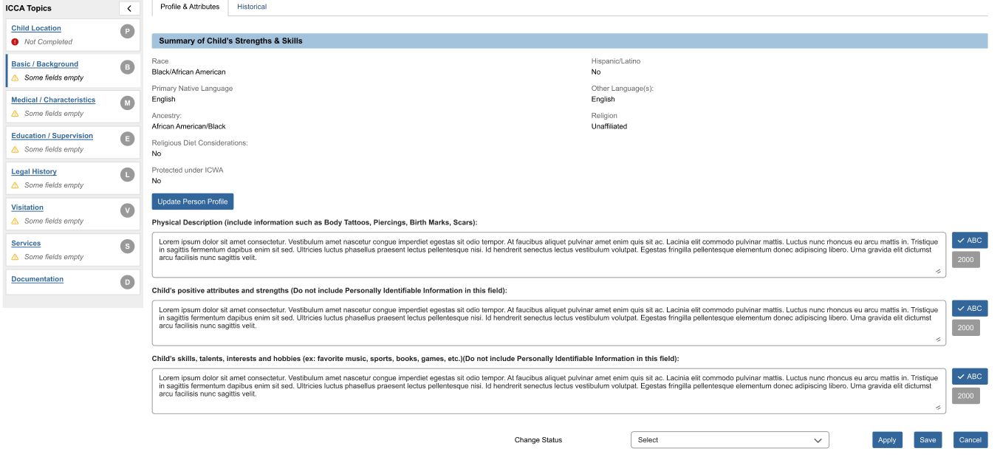 ICCA Topics
Child Location
P
Not Completed
Basic / Background
B
Some fields empty
Medical / Characteristics
M
Some fields empty
Education / Supervision
E
Some fields empty
Legal History
L
Some fields empty
Visitation
V
Some fields empty
Services
S
Some fields empty
Documentation
D
Profile & Attributes
Historical
Summary of Child's Strengths & Skills
Race
Black/African American
Hispanic/Latino
No
Primary Native Language
English
Other Language(s):
English
Ancestry:
African American/Black
Religion
Unaffiliated
Religious Diet Considerations:
No
Protected under ICWA
No
Update Person Profile
Physical Description (include information such as Body Tattoos, Piercings, Birth Marks, Scars):
Lorem ipsum dolor sit amet consectetur. Vestibulum amet nascetur congue imperdiet egestas sit odio tempor. At faucibus aliquet pulvinar amet enim quis sit ac. Lacinia elit commodo pulvinar mattis. Luctus nunc rhoncus eu arcu mattis in. Tristique
in sagittis fermentum dapibus enim sit sed. Ultricies luctus phasellus praesent lectus pellentesque nisi. Id hendrerit senectus lectus vestibulum volutpat. Egestas fringilla pellentesque elementum donec adipiscing libero. Urna gravida elit dictumst
arcu facilisis nunc sagittis velit.
ABC
2000
Child's positive attributes and strengths (Do not include Personally Identifiable Information in this field):
Lorem ipsum dolor sit amet consectetur. Vestibulum amet nascetur congue imperdiet egestas sit odio tempor. At faucibus aliquet pulvinar amet enim quis sit ac. Lacinia elit commodo pulvinar mattis. Luctus nunc rhoncus eu arcu mattis in. Tristique
in sagittis fermentum dapibus enim sit sed. Ultricies luctus phasellus praesent lectus pellentesque nisi. Id hendrerit senectus lectus vestibulum volutpat. Egestas fringilla pellentesque elementum donec adipiscing libero. Urna gravida elit dictumst
arcu facilisis nunc sagittis velit.
ABC
2000
Child's skills, talents, interests and hobbies (ex: favorite music, sports, books, games, etc.)(Do not include Personally Identifiable Information in this field):
Lorem ipsum dolor sit amet consectetur. Vestibulum amet nascetur congue imperdiet egestas sit odio tempor. At faucibus aliquet pulvinar amet enim quis sit ac. Lacinia elit commodo pulvinar mattis. Luctus nunc rhoncus eu arcu mattis in. Tristique
in sagittis fermentum dapibus enim sit sed. Ultricies luctus phasellus praesent lectus pellentesque nisi. Id hendrerit senectus lectus vestibulum volutpat. Egestas fringilla pellentesque elementum donec adipiscing libero. Urna gravida elit dictumst
arcu facilisis nunc sagittis velit.
ABC
2000
Change Status
Select
Apply
Save
Cancel